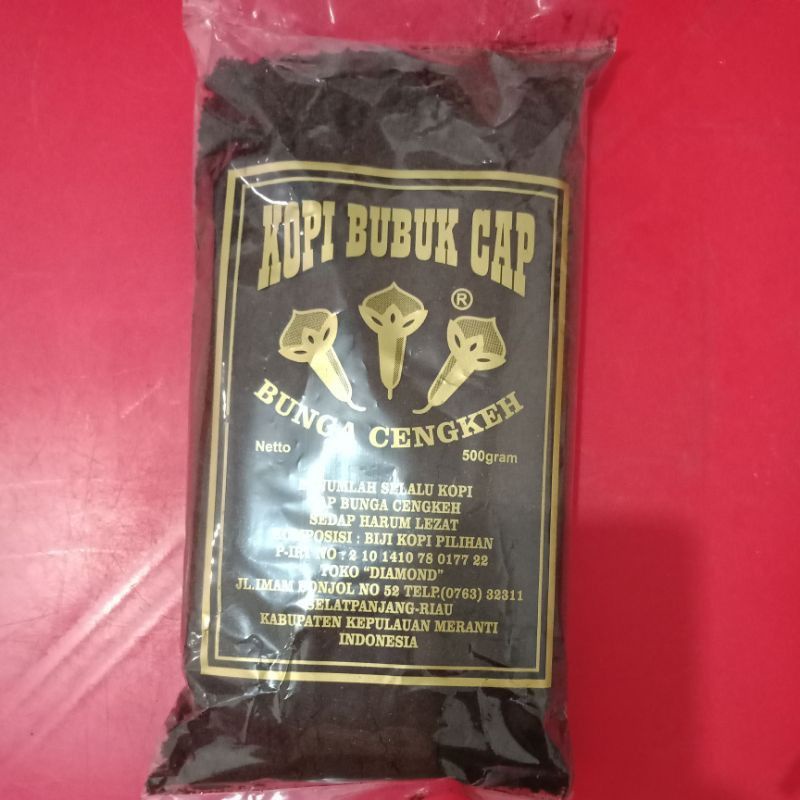 KOPI BUBUK CAP
®
BUNGA CENGKEH
Netto 500gram
SELALU KOPI
BUNGA CENGKEH
SEDAP HARUM LEZAT
KOMPOSISI : BIJI KOPI PILIHAN
P-IRT NO : 2 10 1410 78 0177 22
TOKO "DIAMOND"
JL.IMAM BONJOL NO 52 TELP.(0763) 32311
SELATPANJANG-RIAU
KABUPATEN KEPULAUAN MERANTI
INDONESIA